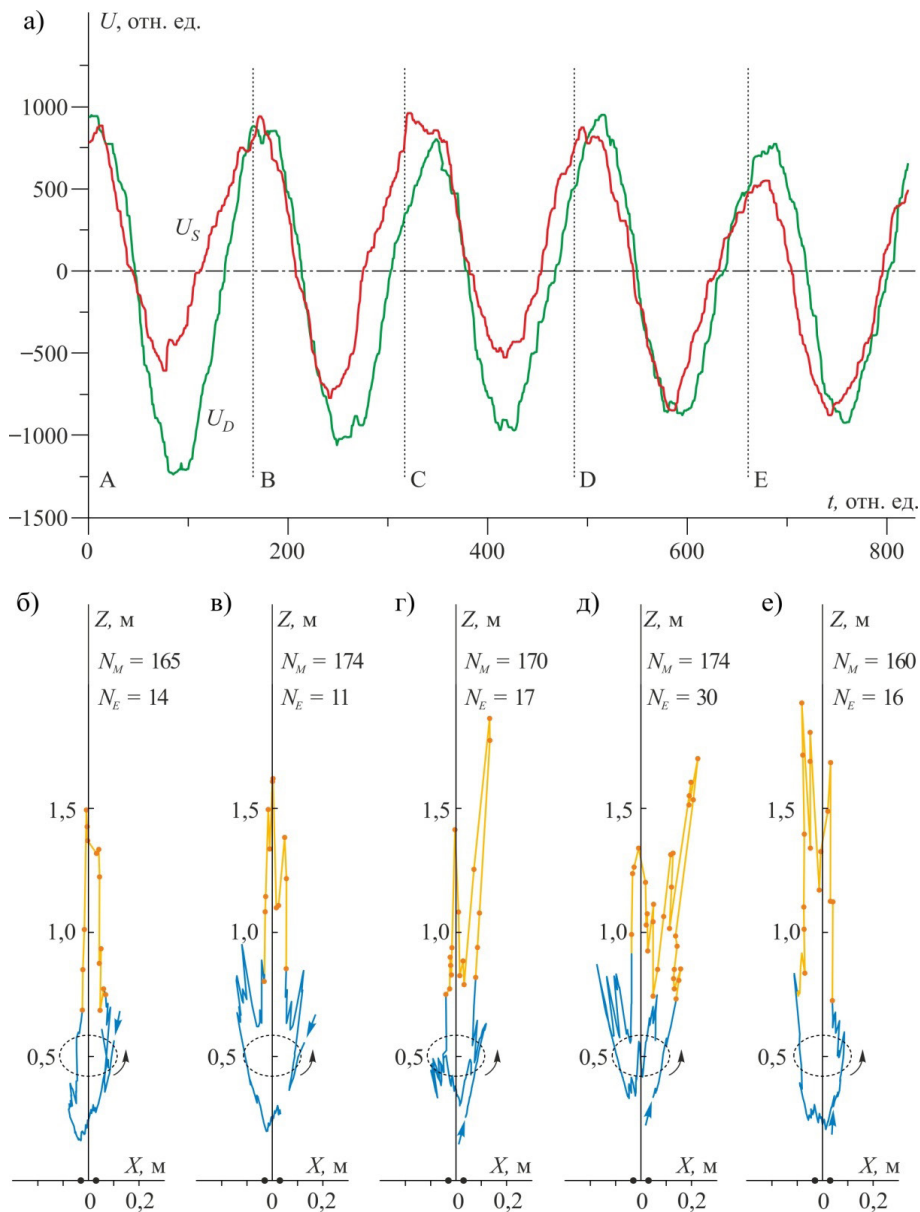 а)
U, отн. ед.
1000
500
0
−500
−1000
−1500
U_S
U_D
A B C D E
t, отн. ед.
0 200 400 600 800
б) в) г) д) е)
Z, м Z, м Z, м Z, м Z, м
N_M = 165 N_M = 174 N_M = 170 N_M = 174 N_M = 160
N_E = 14 N_E = 11 N_E = 17 N_E = 30 N_E = 16
1,5 1,5 1,5 1,5 1,5
1,0 1,0 1,0 1,0 1,0
0,5 0,5 0,5 0,5 0,5
X, м X, м X, м X, м X, м
0 0,2 0 0,2 0 0,2 0 0,2 0 0,2